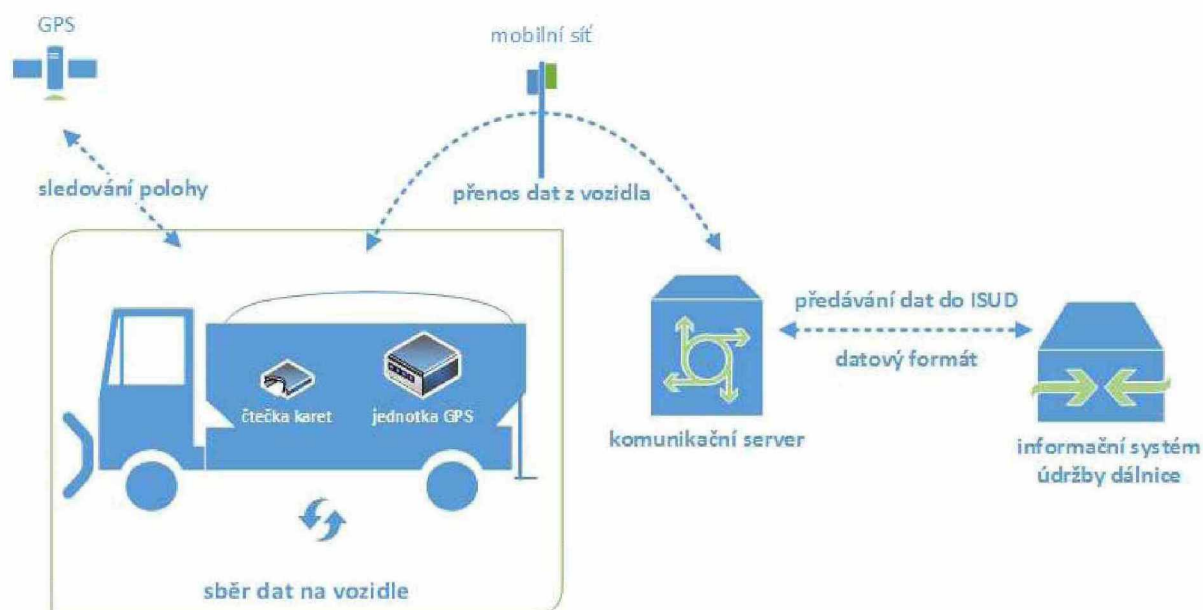 GPS
mobilní síť
sledování polohy
přenos dat z vozidla
předávání dat do ISUD
datový formát
čtečka karet
jednotka GPS
komunikační server
informační systém
údržby dálnice
sběr dat na vozidle